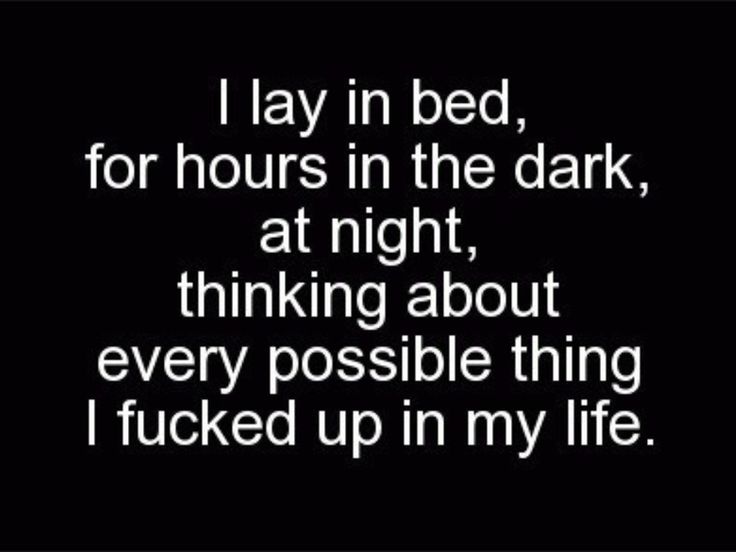 I lay in bed,
for hours in the dark,
at night,
thinking about
every possible thing
I fucked up in my life.